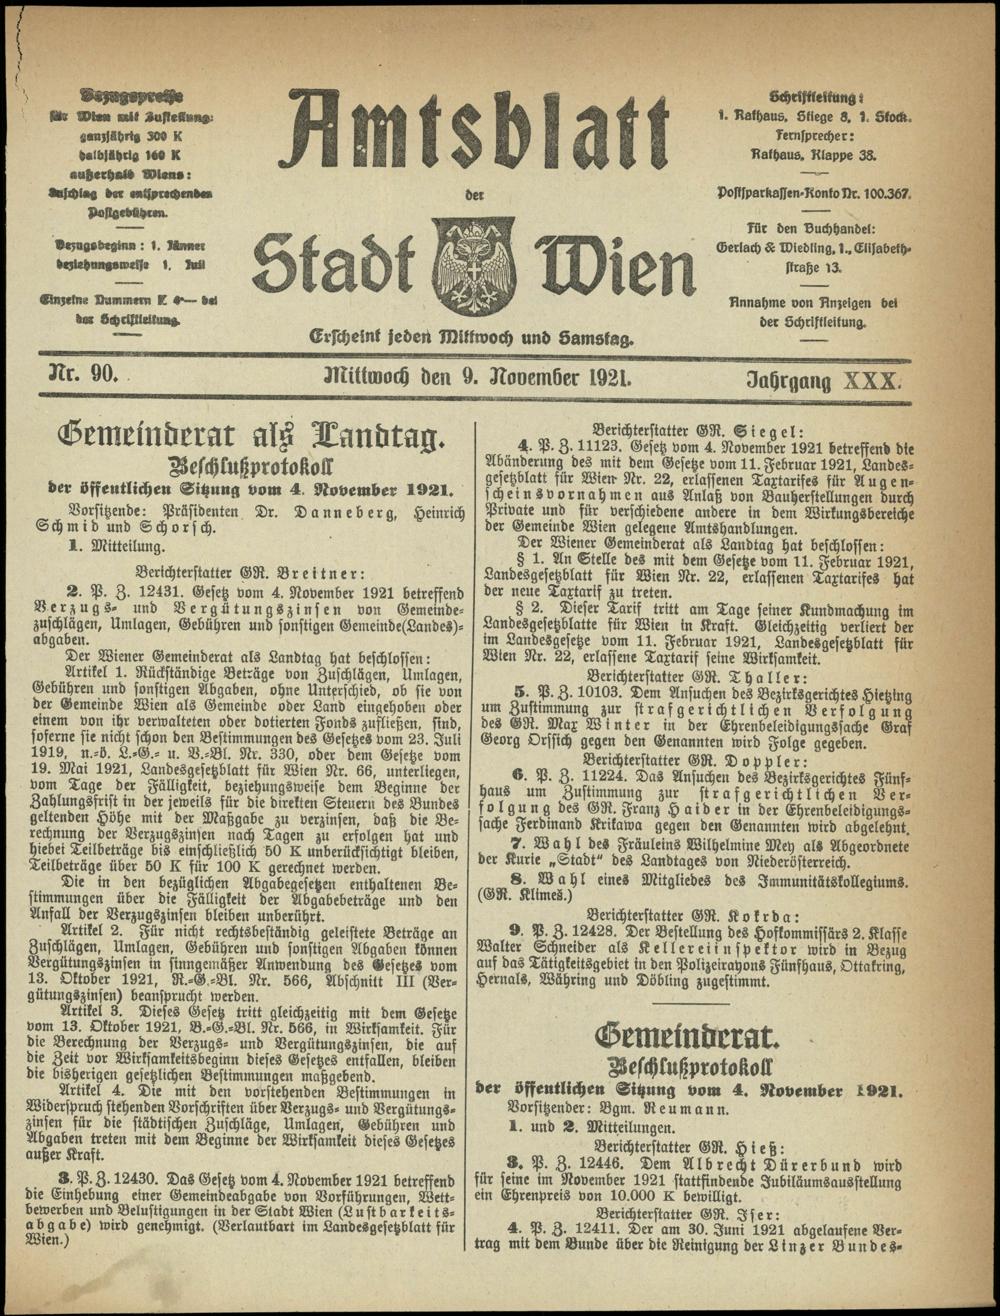 Bezugspreise
für Wien mit Zustellung:
ganzjährig 300 K
halbjährig 160 K
außerhalb Wiens:
Zuschlag der entsprechenden
Postgebühren.
Bezugsbeginn: 1. Jänner
beziehungsweise 1. Juli
Einzelne Nummern K 4·— bei
der Schriftleitung.
Amtsblatt
der
Stadt Wien
Erscheint jeden Mittwoch und Samstag.
Schriftleitung:
1. Rathaus, Stiege 8, 1. Stock.
Fernsprecher:
Rathaus, Klappe 38.
Postsparkassen-Konto Nr. 100.367.
Für den Buchhandel:
Gerlach & Wiedling, 1., Elisabeth-
straße 13.
Annahme von Anzeigen bei
der Schriftleitung.
Nr. 90. Mittwoch den 9. November 1921. Jahrgang XXX.
Gemeinderat als Landtag.
Beschlußprotokoll
der öffentlichen Sitzung vom 4. November 1921.
Vorsitzende: Präsidenten Dr. Danneberg, Heinrich
Schmid und Schorsch.
1. Mitteilung.
Berichterstatter GR. Breitner:
2. P. Z. 12431. Gesetz vom 4. November 1921 betreffend
Verzugs- und Vergütungszinsen von Gemeinde-
zuschlägen, Umlagen, Gebühren und sonstigen Gemeinde(Landes)-
abgaben.
Der Wiener Gemeinderat als Landtag hat beschlossen:
Artikel 1. Rückständige Beträge von Zuschlägen, Umlagen,
Gebühren und sonstigen Abgaben, ohne Unterschied, ob sie von
der Gemeinde Wien als Gemeinde oder Land eingehoben oder
einem von ihr verwalteten oder dotierten Fonds zufließen, sind,
soferne sie nicht schon den Bestimmungen des Gesetzes vom 23. Juli
1919, n.-ö. L.-G.- u. V.-Bl. Nr. 330, oder dem Gesetze vom
19. Mai 1921, Landesgesetzblatt für Wien Nr. 66, unterliegen,
vom Tage der Fälligkeit, beziehungsweise dem Beginne der
Zahlungsfrist in der jeweils für die direkten Steuern des Bundes
geltenden Höhe mit der Maßgabe zu verzinsen, daß die Be-
rechnung der Verzugszinsen nach Tagen zu erfolgen hat und
hiebei Teilbeträge bis einschließlich 50 K unberücksichtigt bleiben,
Teilbeträge über 50 K für 100 K gerechnet werden.
Die in den bezüglichen Abgabegesetzen enthaltenen Be-
stimmungen über die Fälligkeit der Abgabebeträge und den
Anfall der Verzugszinsen bleiben unberührt.
Artikel 2. Für nicht rechtsbeständig geleistete Beträge an
Zuschlägen, Umlagen, Gebühren und sonstigen Abgaben können
Vergütungszinsen in sinngemäßer Anwendung des Gesetzes vom
13. Oktober 1921, R.-G.-Bl. Nr. 566, Abschnitt III (Ver-
gütungszinsen) beansprucht werden.
Artikel 3. Dieses Gesetz tritt gleichzeitig mit dem Gesetze
vom 13. Oktober 1921, B.-G.-Bl. Nr. 566, in Wirksamkeit. Für
die Berechnung der Verzugs- und Vergütungszinsen, die auf
die Zeit vor Wirksamkeitsbeginn dieses Gesetzes entfallen, bleiben
die bisherigen gesetzlichen Bestimmungen maßgebend.
Artikel 4. Die mit den vorstehenden Bestimmungen in
Widerspruch stehenden Vorschriften über Verzugs- und Vergütungs-
zinsen für die städtischen Zuschläge, Umlagen, Gebühren und
Abgaben treten mit dem Beginne der Wirksamkeit dieses Gesetzes
außer Kraft.
3. P. Z. 12430. Das Gesetz vom 4. November 1921 betreffend
die Einhebung einer Gemeindeabgabe von Vorführungen, Wett-
bewerben und Belustigungen in der Stadt Wien (Lustbarkeits-
abgabe) wird genehmigt. (Verlautbart im Landesgesetzblatt für
Wien.)
Berichterstatter GR. Siegel:
4. P. Z. 11123. Gesetz vom 4. November 1921 betreffend die
Abänderung des mit dem Gesetze vom 11. Februar 1921, Landes-
gesetzblatt für Wien Nr. 22, erlassenen Taxtarifes für Augen-
scheinsvornahmen aus Anlaß von Bauherstellungen durch
Private und für verschiedene andere in dem Wirkungsbereiche
der Gemeinde Wien gelegene Amtshandlungen.
Der Wiener Gemeinderat als Landtag hat beschlossen:
§ 1. An Stelle des mit dem Gesetze vom 11. Februar 1921,
Landesgesetzblatt für Wien Nr. 22, erlassenen Taxtarifes hat
der neue Taxtarif zu treten.
§ 2. Dieser Tarif tritt am Tage seiner Kundmachung im
Landesgesetzblatte für Wien in Kraft. Gleichzeitig verliert der
im Landesgesetze vom 11. Februar 1921, Landesgesetzblatt für
Wien Nr. 22, erlassene Taxtarif seine Wirksamkeit.
Berichterstatter GR. Thaller:
5. P. Z. 10103. Dem Ansuchen des Bezirksgerichtes Hietzing
um Zustimmung zur strafgerichtlichen Verfolgung
des GR. Max Winter in der Ehrenbeleidigungssache Graf
Georg Orssich gegen den Genannten wird Folge gegeben.
Berichterstatter GR. Doppler:
6. P. Z. 11224. Das Ansuchen des Bezirksgerichtes Fünf-
haus um Zustimmung zur strafgerichtlichen Ver-
folgung des GR. Franz Haider in der Ehrenbeleidigungs-
sache Ferdinand Krikawa gegen den Genannten wird abgelehnt.
7. Wahl des Fräuleins Wilhelmine Mey als Abgeordnete
der Kurie „Stadt“ des Landtages von Niederösterreich.
8. Wahl eines Mitgliedes des Immunitätskollegiums.
(GR. Klimeš.)
Berichterstatter GR. Kokrda:
9. P. Z. 12428. Der Bestellung des Hofkommissärs 2. Klasse
Walter Schneider als Kellereiinspektor wird in Bezug
auf das Tätigkeitsgebiet in den Polizeirayons Fünfhaus, Ottakring,
Hernals, Währing und Döbling zugestimmt.
Gemeinderat.
Beschlußprotokoll
der öffentlichen Sitzung vom 4. November 1921.
Vorsitzender: Bgm. Reumann.
1. und 2. Mitteilungen.
Berichterstatter GR. Hieß:
3. P. Z. 12446. Dem Albrecht Dürerbund wird
für seine im November 1921 stattfindende Jubiläumsausstellung
ein Ehrenpreis von 10.000 K bewilligt.
Berichterstatter GR. Iser:
4. P. Z. 12411. Der am 30. Juni 1921 abgelaufene Ver-
trag mit dem Bunde über die Reinigung der Linzer Bundes-